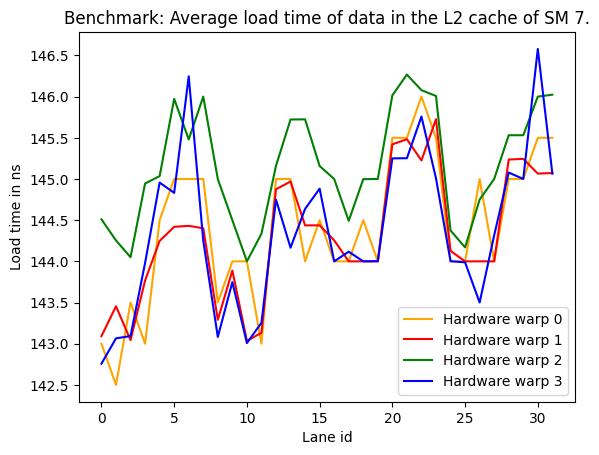 Benchmark: Average load time of data in the L2 cache of SM 7.
146.5
146.0
145.5
145.0
144.5
144.0
143.5
143.0
142.5
Load time in ns
0 5 10 15 20 25 30
Lane id
Hardware warp 0
Hardware warp 1
Hardware warp 2
Hardware warp 3